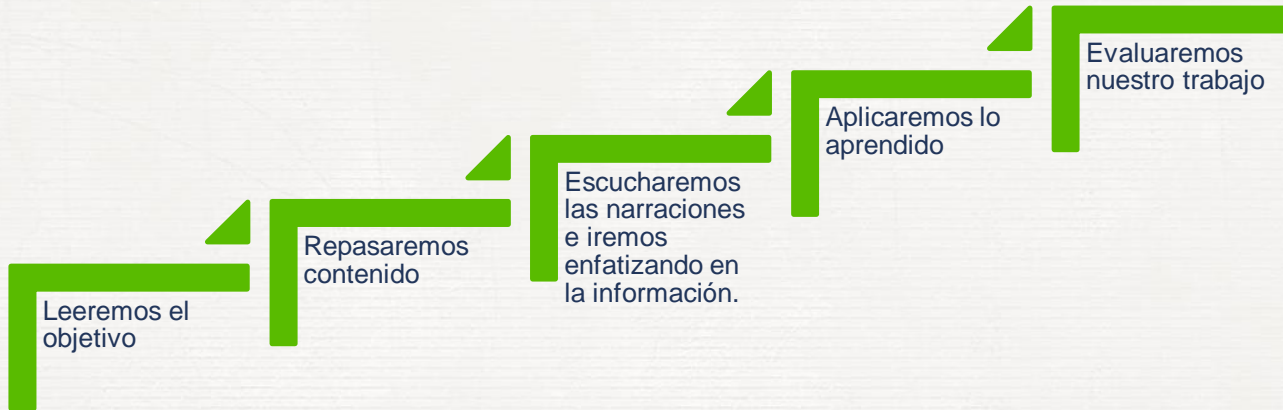 Leeremos el
objetivo
Repasaremos
contenido
Escucharemos
las narraciones
e iremos
enfatizando en
la información.
Aplicaremos lo
aprendido
Evaluaremos
nuestro trabajo